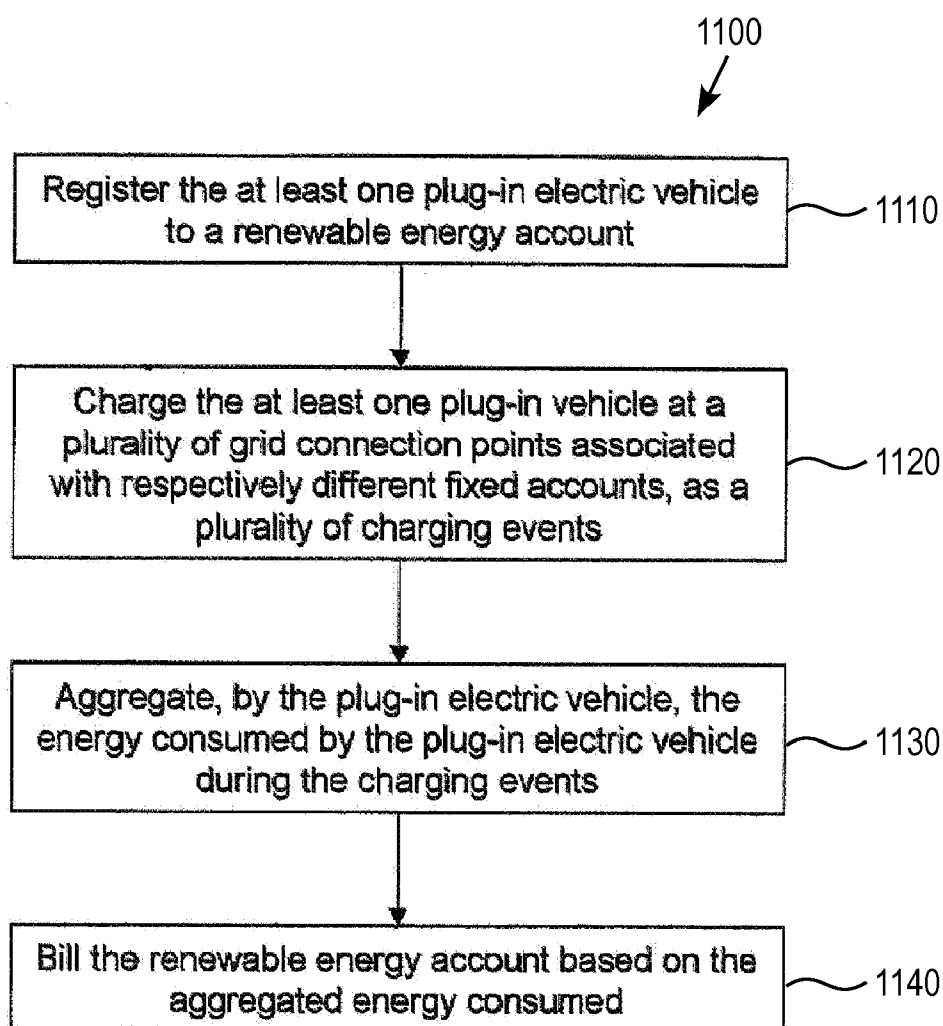 1100
Register the at least one plug-in electric vehicle
to a renewable energy account
1110
Charge the at least one plug-in vehicle at a
plurality of grid connection points associated
with respectively different fixed accounts, as a
plurality of charging events
1120
Aggregate, by the plug-in electric vehicle, the
energy consumed by the plug-in electric vehicle
during the charging events
1130
Bill the renewable energy account based on the
aggregated energy consumed
1140